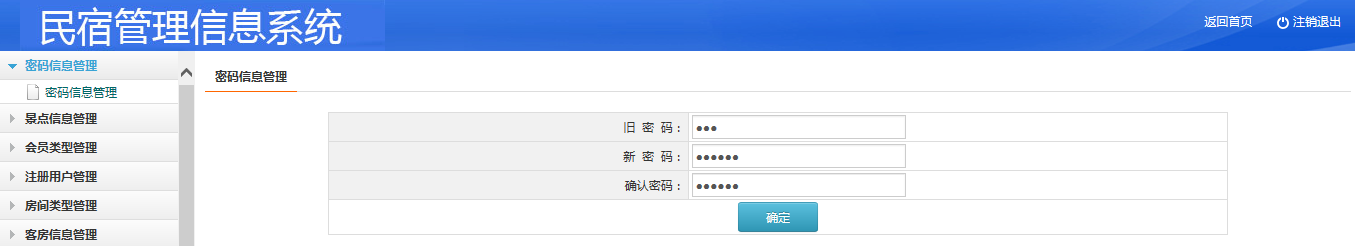 民宿管理信息系统
返回首页 注销退出
密码信息管理
密码信息管理
景点信息管理
会员类型管理
注册用户管理
房间类型管理
客房信息管理
密码信息管理
旧 密 码：
●●●
新 密 码：
●●●●●●
确认密码：
●●●●●●
确定